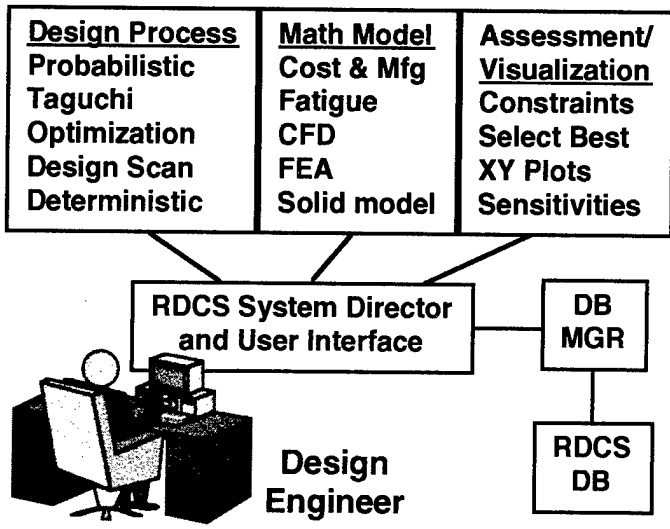 Design Process
Probabilistic
Taguchi
Optimization
Design Scan
Deterministic
Math Model
Cost & Mfg
Fatigue
CFD
FEA
Solid model
Assessment/
Visualization
Constraints
Select Best
XY Plots
Sensitivities
RDCS System Director
and User Interface
DB
MGR
RDCS
DB
Design
Engineer